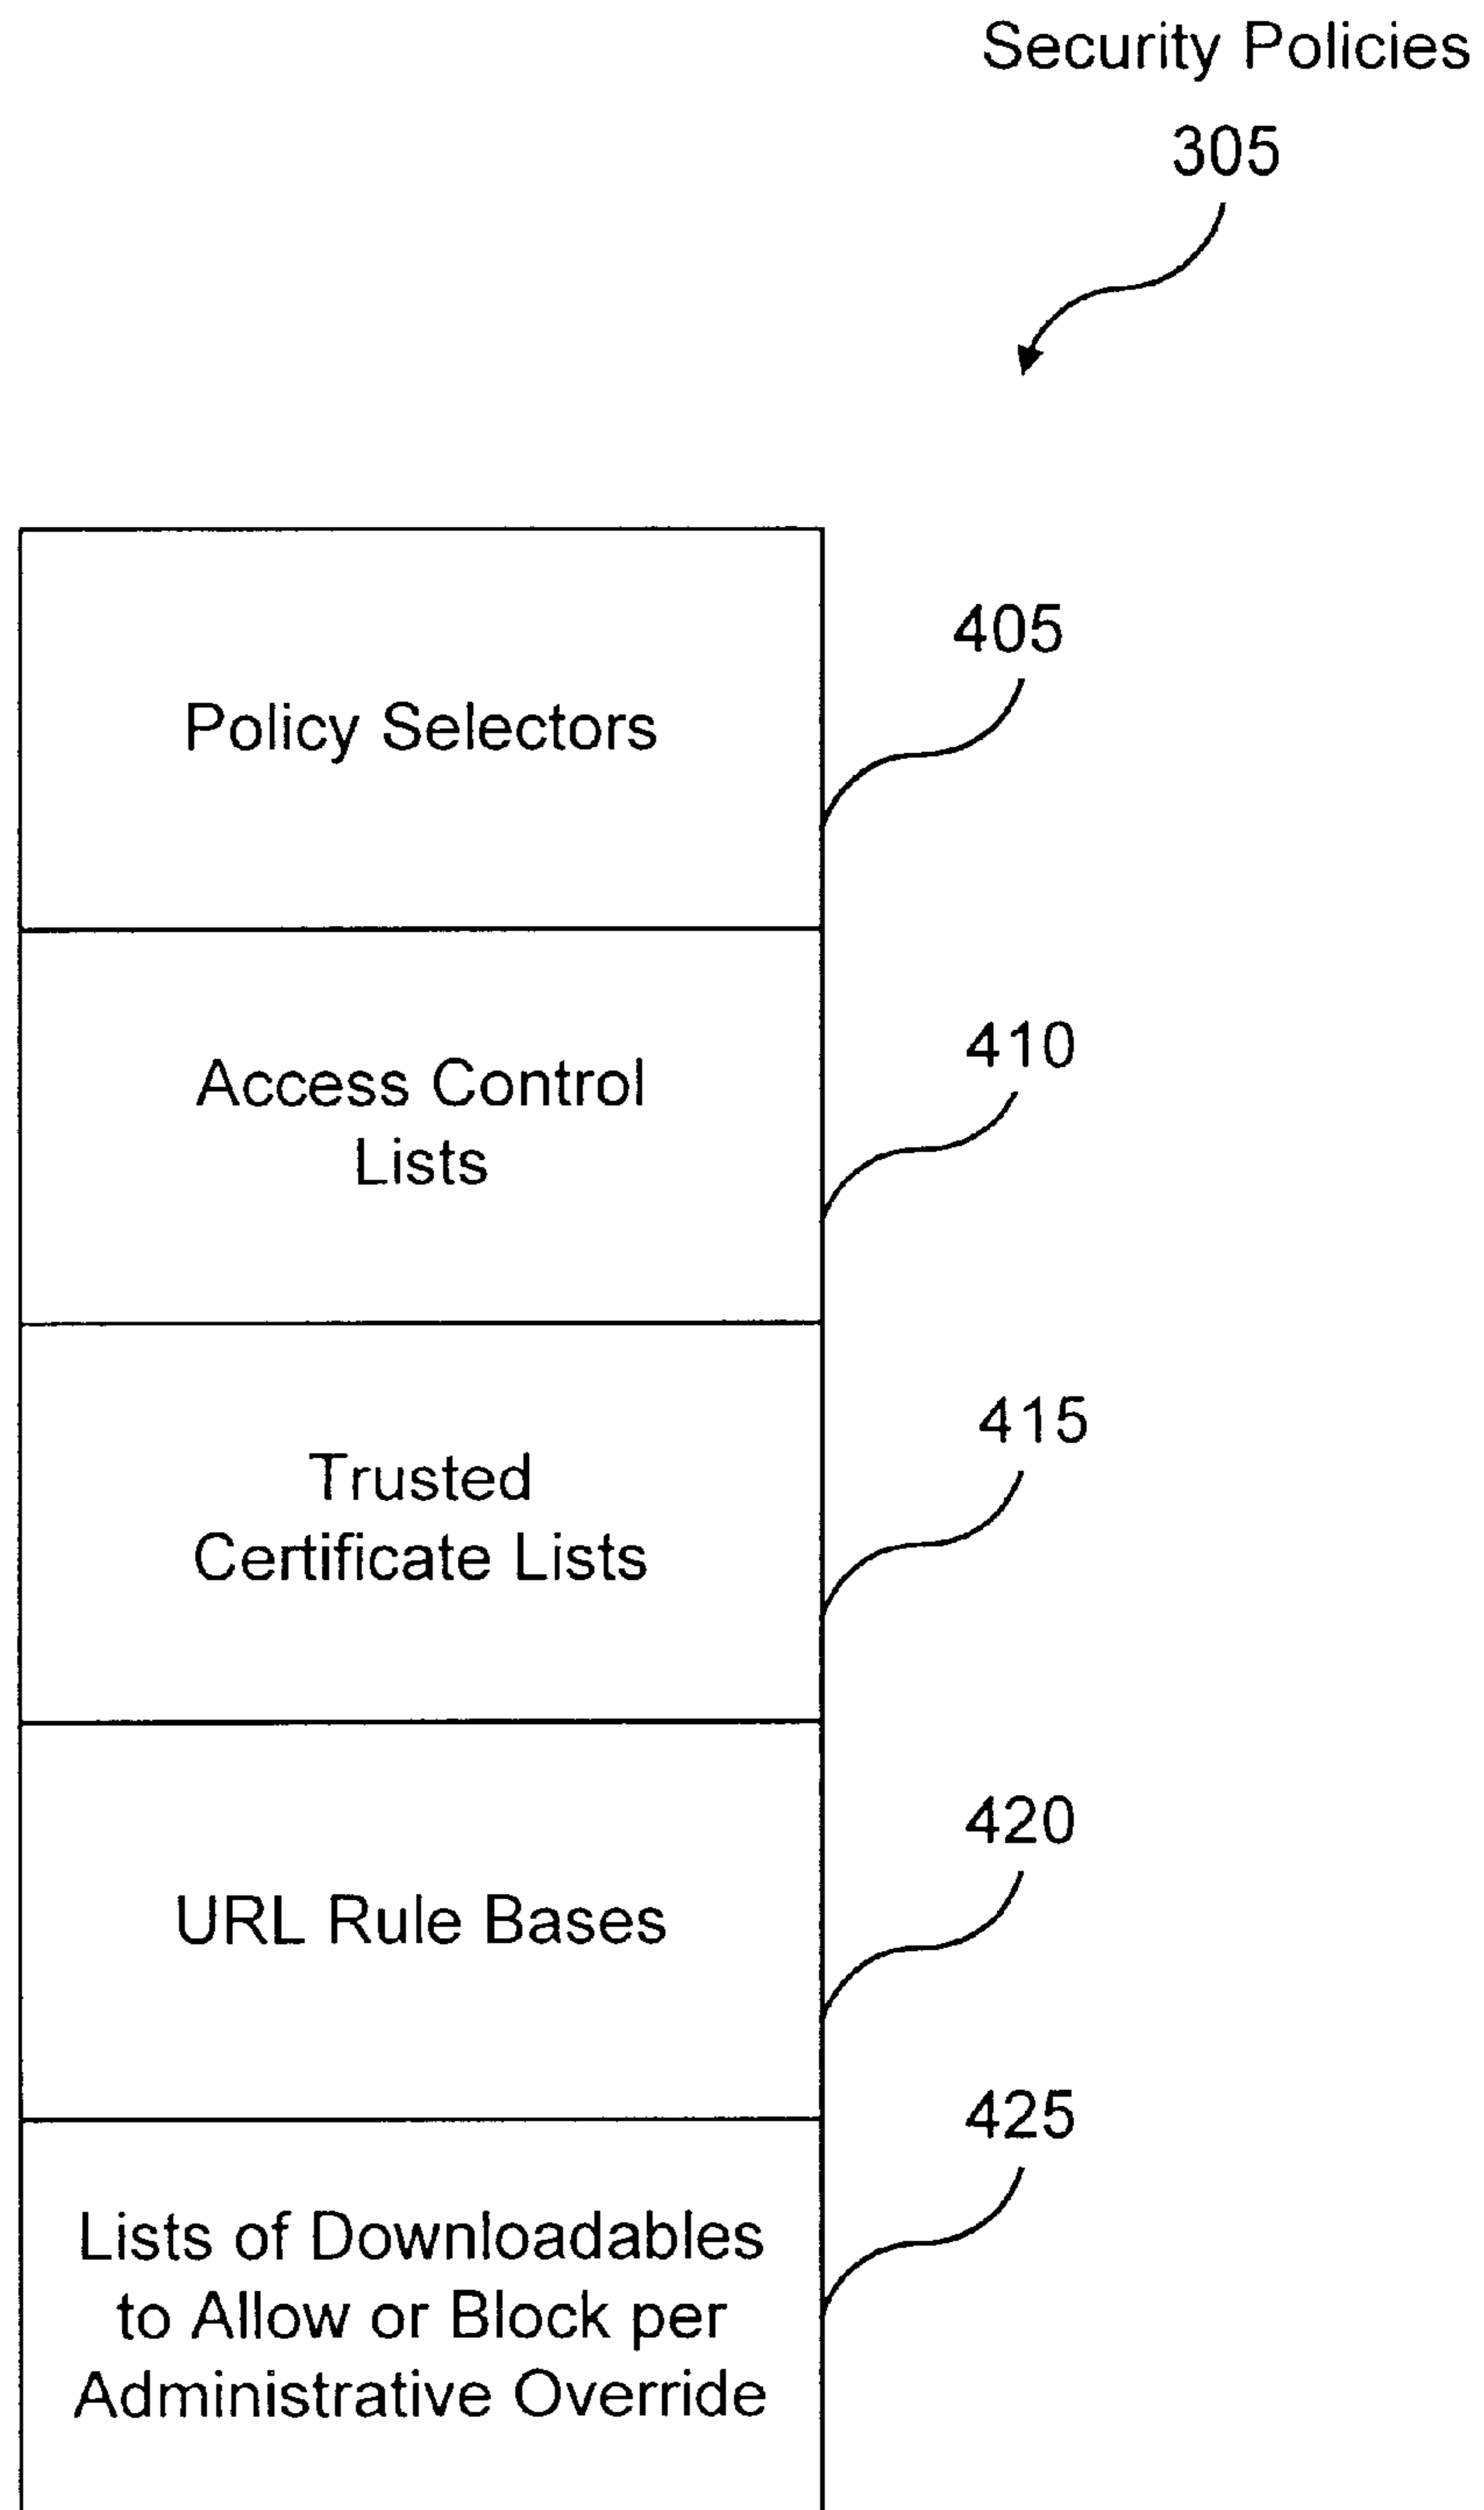 Security Policies
305
405
Policy Selectors
410
Access Control
Lists
415
Trusted
Certificate Lists
420
URL Rule Bases
425
Lists of Downloadables
to Allow or Block per
Administrative Override